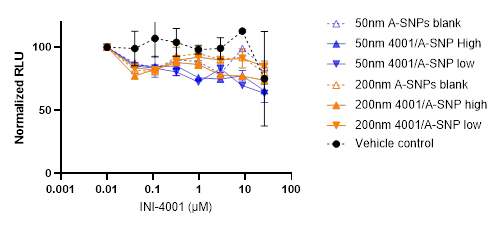 Normalized RLU
100
50
0
0.001
0.01
0.1
1
10
100
INI-4001 (µM)
50nm A-SNPs blank
50nm 4001/A-SNP High
50nm 4001/A-SNP low
200nm A-SNPs blank
200nm 4001/A-SNP high
200nm 4001/A-SNP low
Vehicle control